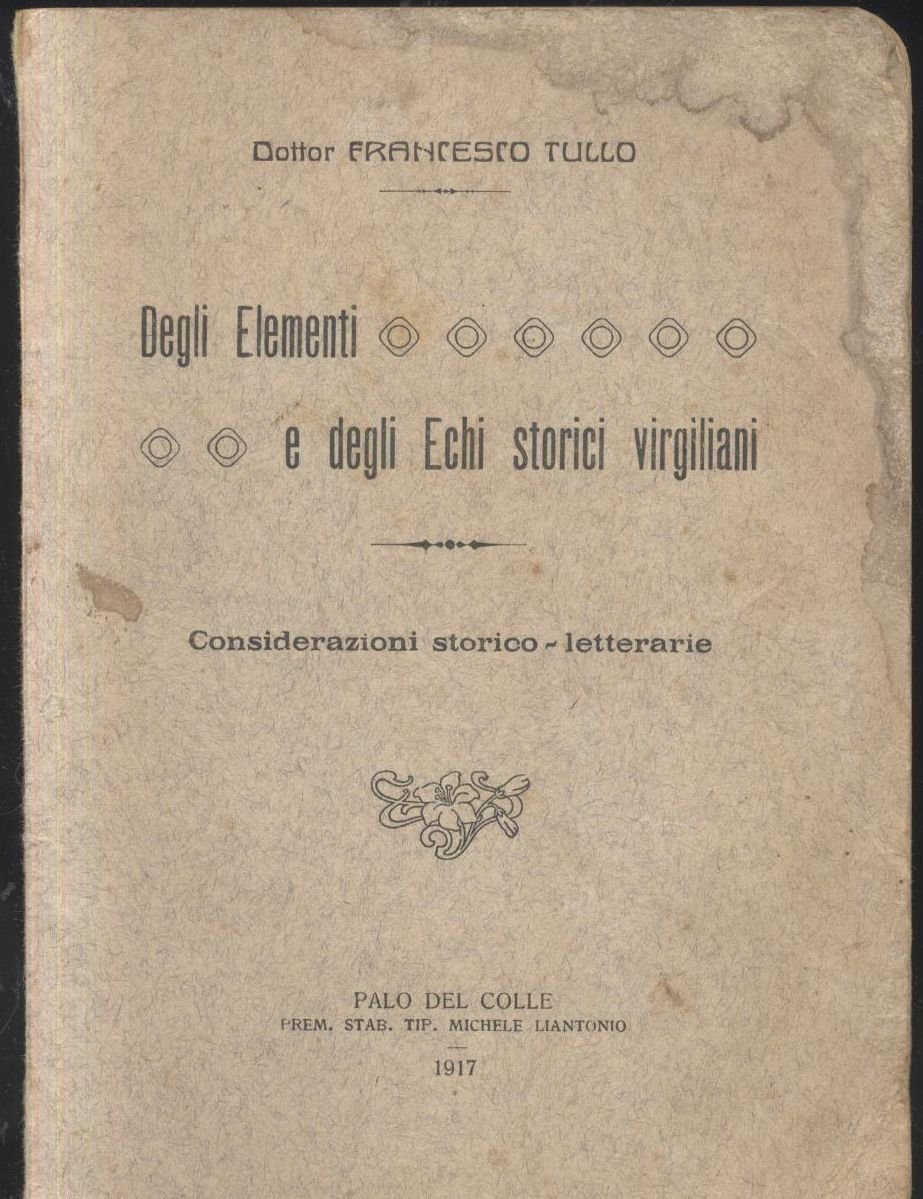 Dottor FRANCESCO TULLO
Degli Elementi
e degli Echi storici virgiliani
Considerazioni storico-letterarie
PALO DEL COLLE
PREM. STAB. TIP. MICHELE LIANTONIO
1917